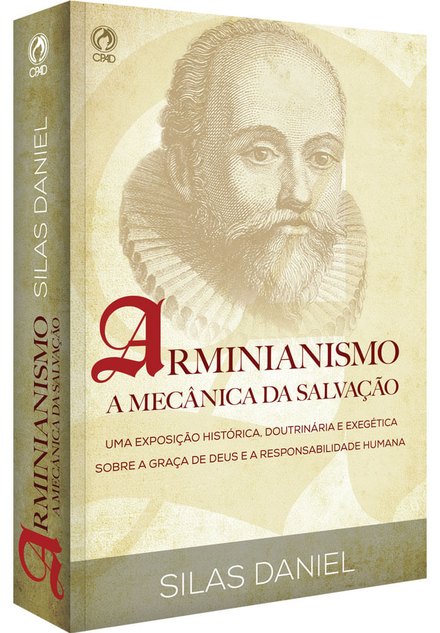 CPAD
SILAS DANIEL
ARMINIANISMO
A MECÂNICA DA SALVAÇÃO
CPAD
ARMINIANISMO
A MECÂNICA DA SALVAÇÃO
UMA EXPOSIÇÃO HISTÓRICA, DOUTRINÁRIA E EXEGÉTICA
SOBRE A GRAÇA DE DEUS E A RESPONSABILIDADE HUMANA
SILAS DANIEL